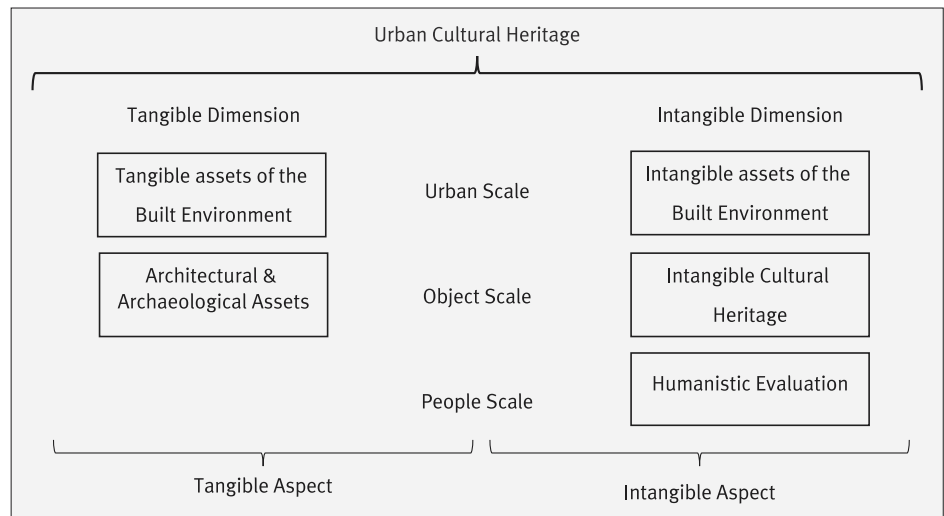 Urban Cultural Heritage
Tangible Dimension
Intangible Dimension
Tangible assets of the
Built Environment
Urban Scale
Intangible assets of the
Built Environment
Architectural &
Archaeological Assets
Object Scale
Intangible Cultural
Heritage
People Scale
Humanistic Evaluation
Tangible Aspect
Intangible Aspect